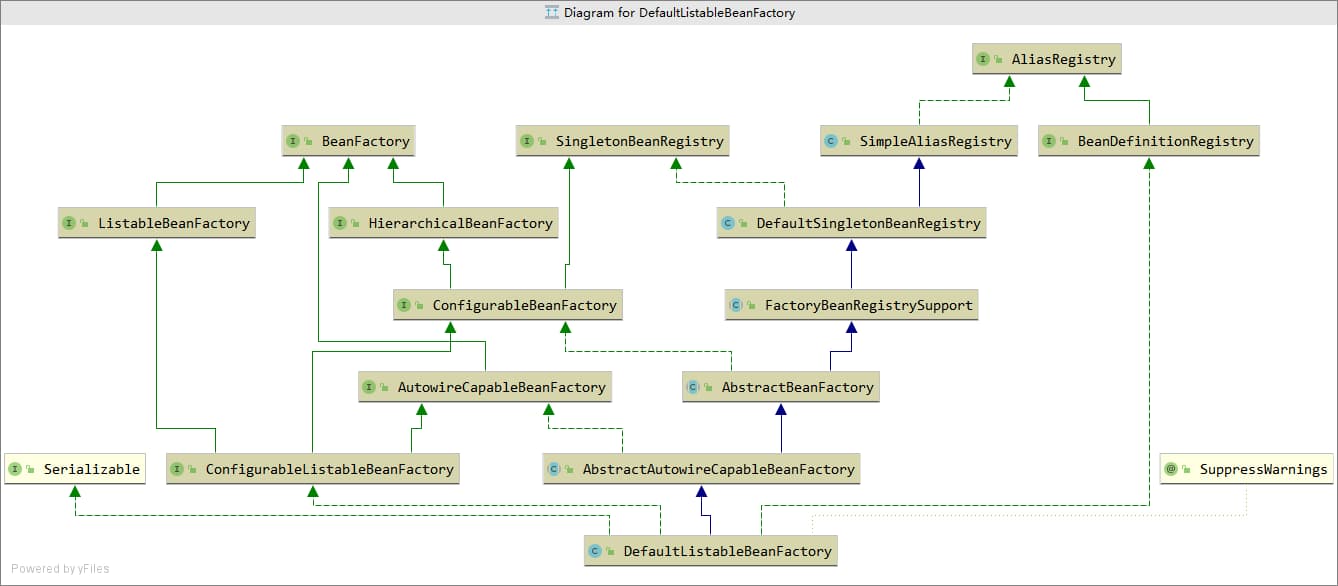 Diagram for DefaultListableBeanFactory
I AliasRegistry
I BeanFactory
I SingletonBeanRegistry
C SimpleAliasRegistry
I BeanDefinitionRegistry
I ListableBeanFactory
I HierarchicalBeanFactory
C DefaultSingletonBeanRegistry
I ConfigurableBeanFactory
C FactoryBeanRegistrySupport
I AutowireCapableBeanFactory
C AbstractBeanFactory
I Serializable
I ConfigurableListableBeanFactory
C AbstractAutowireCapableBeanFactory
@ SuppressWarnings
C DefaultListableBeanFactory
Powered by yFiles